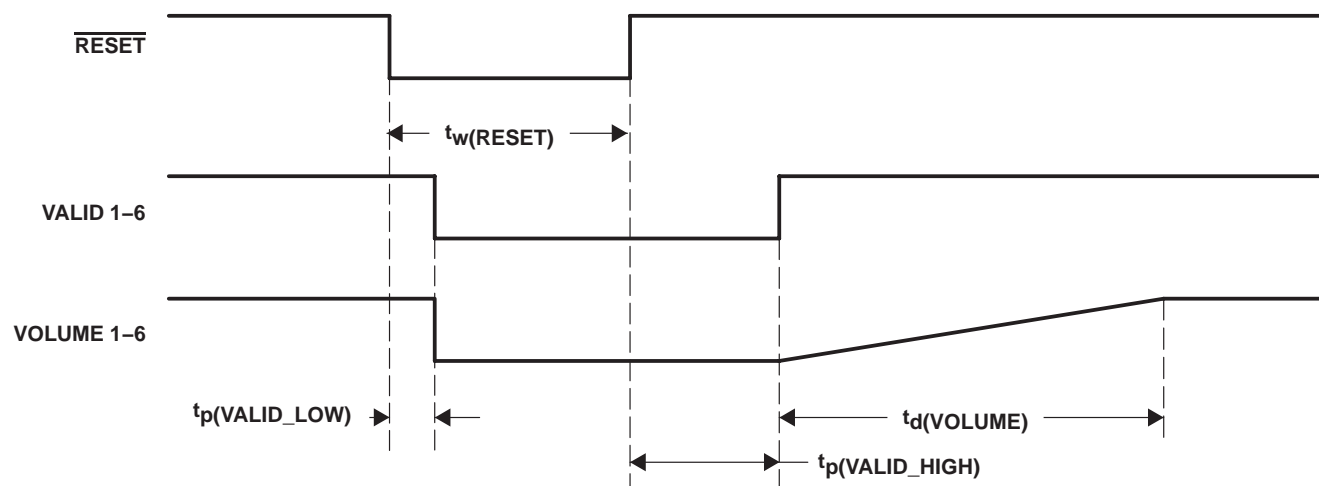 RESET
tw(RESET)
VALID 1–6
VOLUME 1–6
tp(VALID_LOW)
td(VOLUME)
tp(VALID_HIGH)